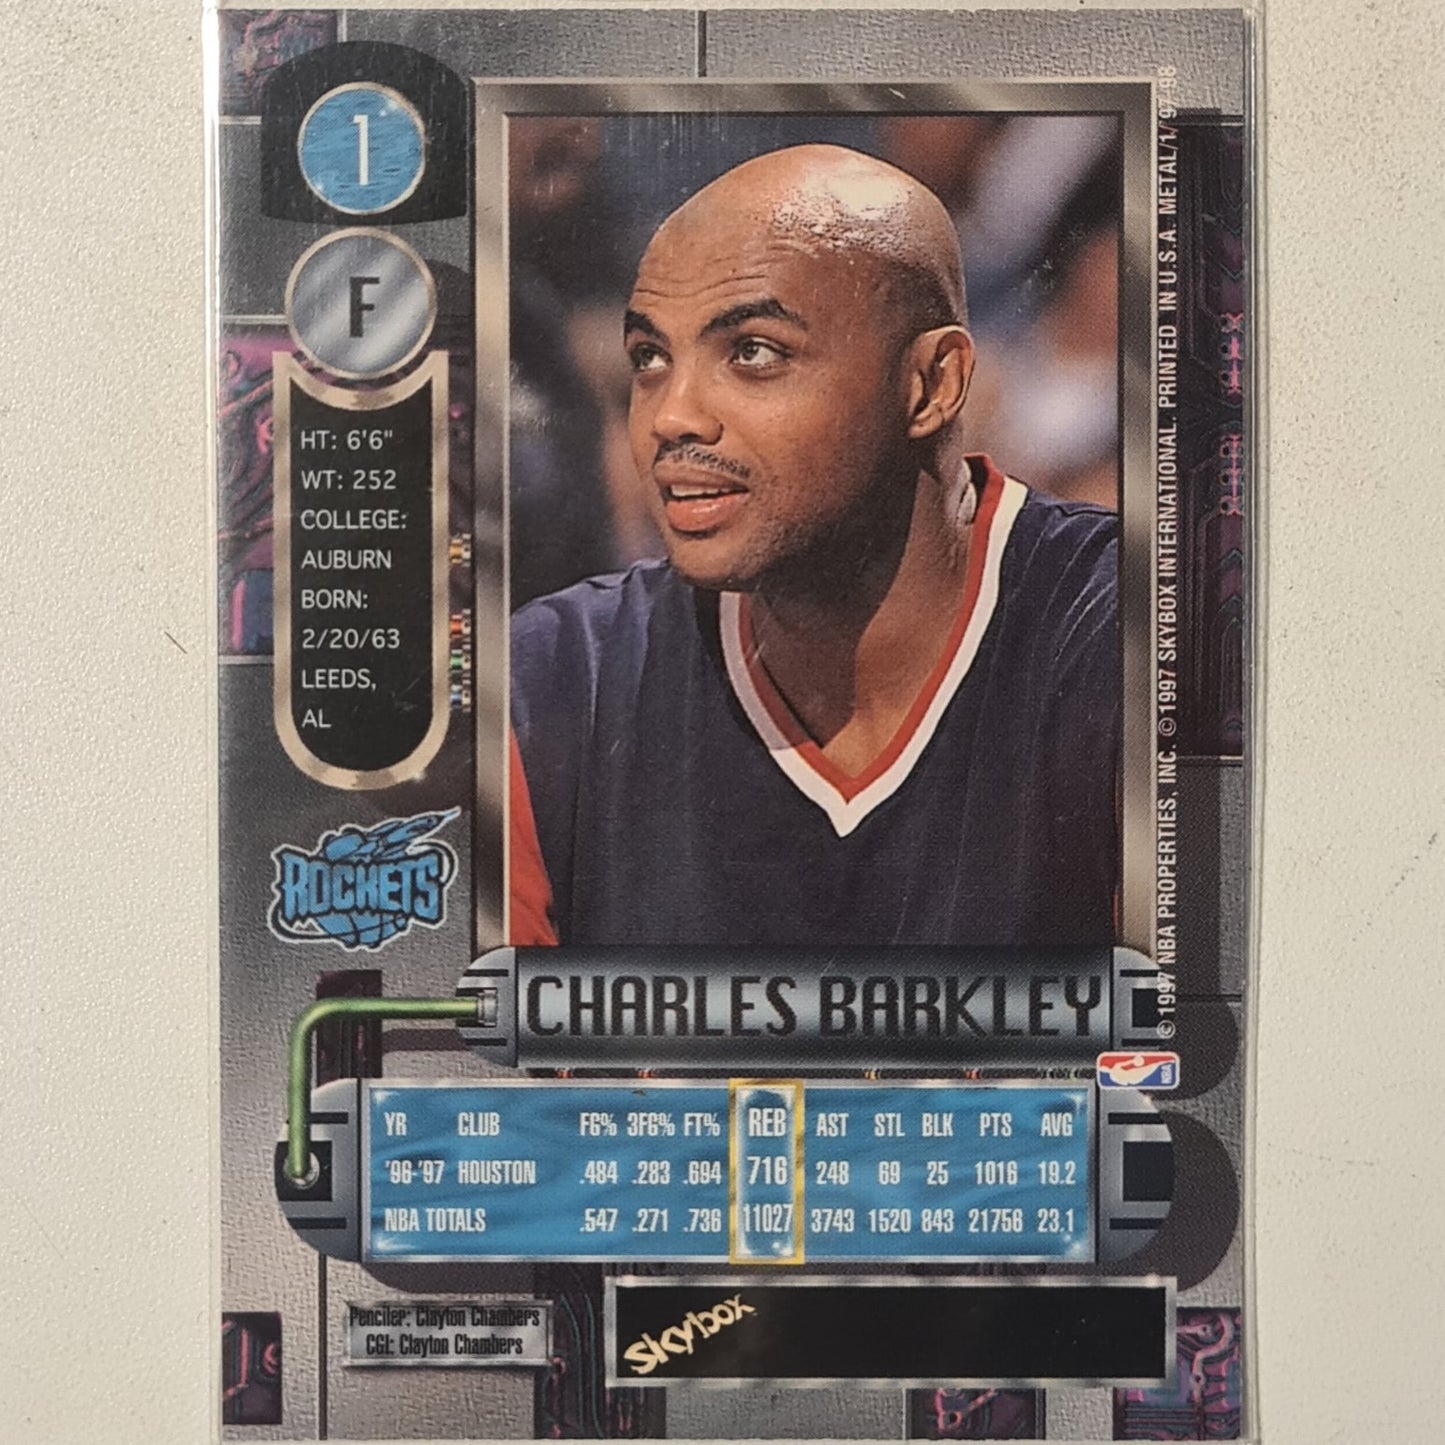 1
F
HT: 6'6"
WT: 252
COLLEGE:
AUBURN
BORN:
2/20/63
LEEDS,
AL
ROCKETS
©1997 NBA PROPERTIES, INC. ©1997 SKYBOX INTERNATIONAL. PRINTED IN U.S.A. METAL/1/'97-98
CHARLES BARKLEY
NBA
YR CLUB FG% 3FG% FT% REB AST STL BLK PTS AVG
'96-'97 HOUSTON .484 .283 .694 716 248 69 25 1016 19.2
NBA TOTALS .547 .271 .736 11027 3743 1520 843 21756 23.1
Penciler: Clayton Chambers
CGI: Clayton Chambers
skybox